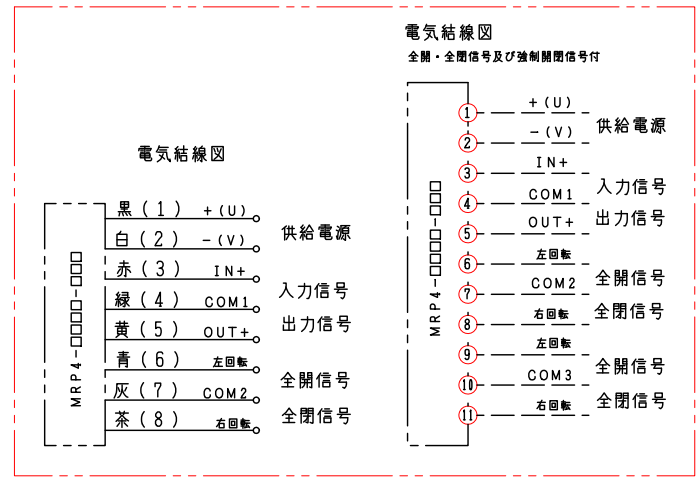 電気結線図
黒(1) +(U)
白(2) -(V)
供給電源
赤(3) IN+
緑(4) COM1
入力信号
黄(5) OUT+
出力信号
青(6) 左回転
灰(7) COM2
全開信号
茶(8) 右回転
全閉信号
MRP4-□□□□-□□□
電気結線図
全開・全閉信号及び強制開閉信号付
① +(U)
② -(V)
供給電源
③ IN+
④ COM1
入力信号
⑤ OUT+
出力信号
⑥ 左回転
⑦ COM2
全開信号
⑧ 右回転
全閉信号
⑨ 左回転
⑩ COM3
全開信号
⑪ 右回転
全閉信号
MRP4-□□□□-□□□